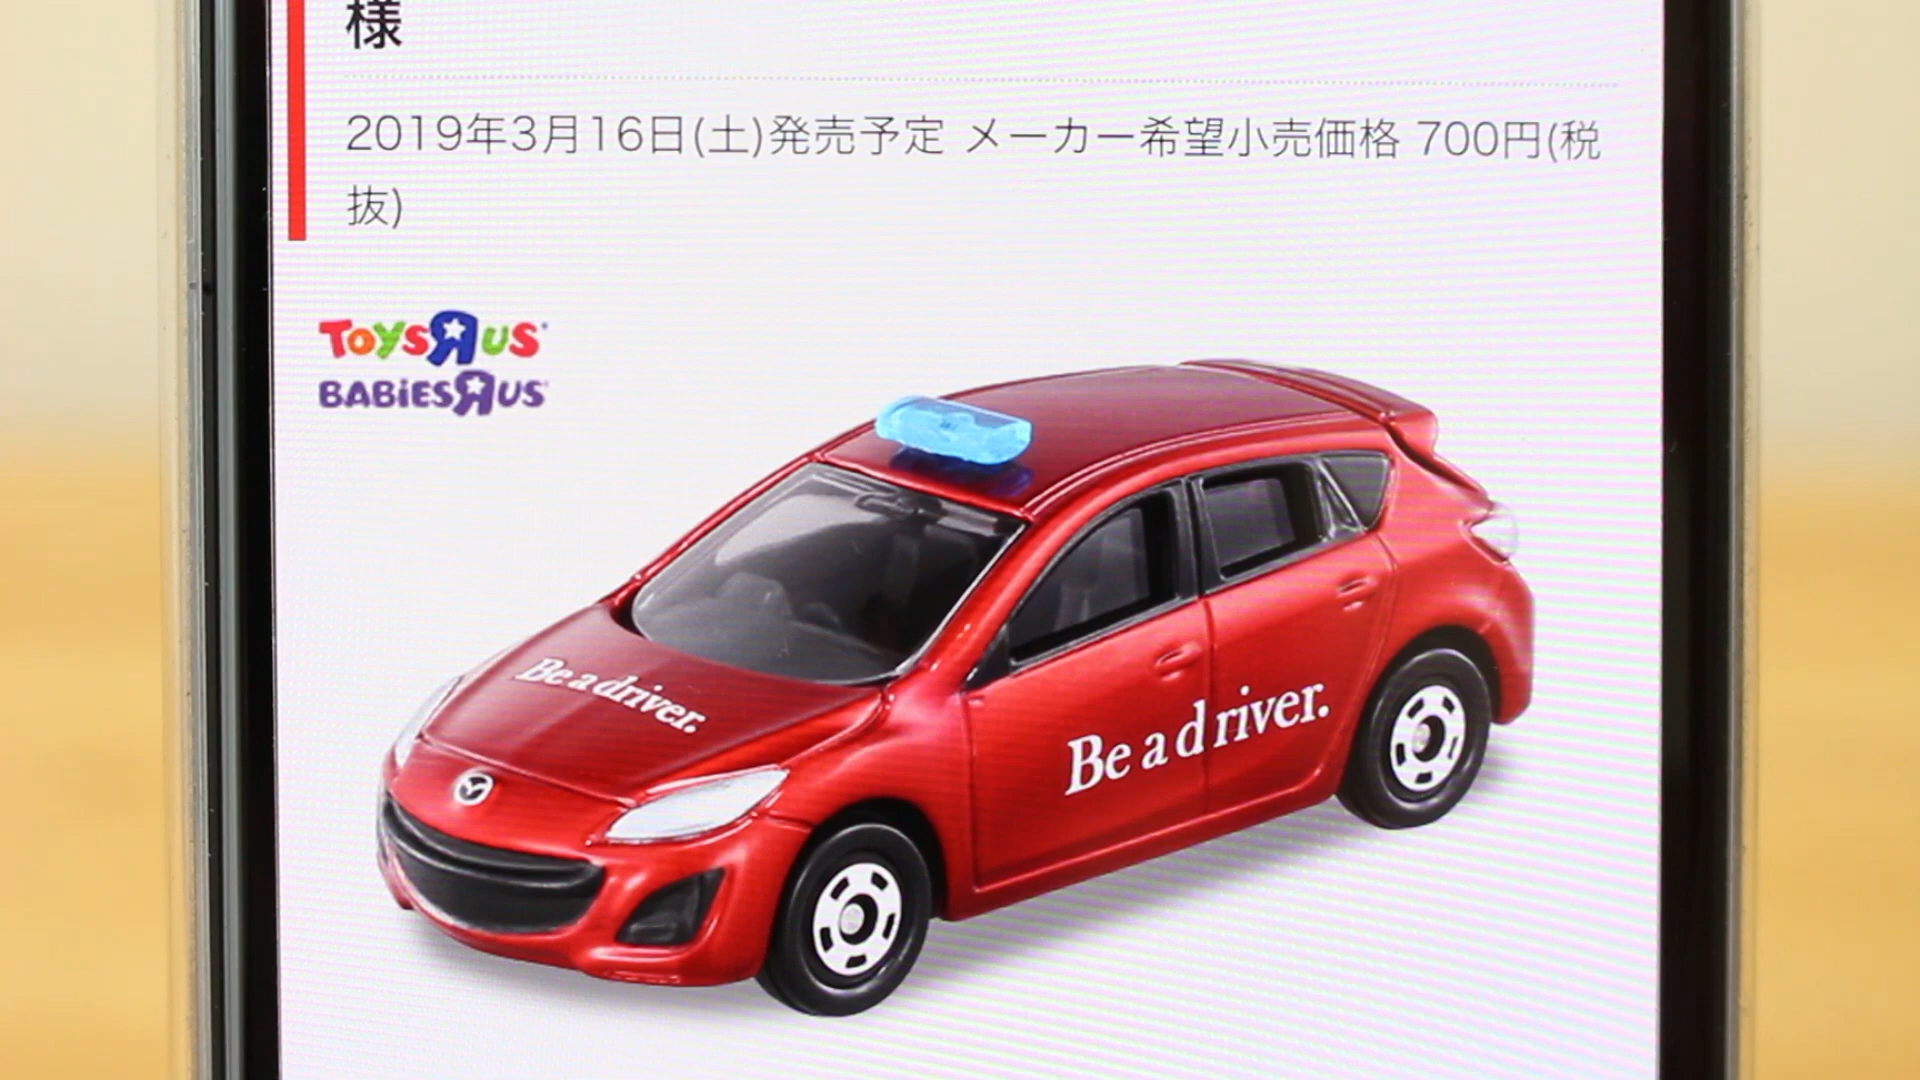 様
2019年3月16日(土)発売予定 メーカー希望小売価格 700円(税
抜)
ToysЯus
BABiESЯUS
Be a driver.
Be a driver.